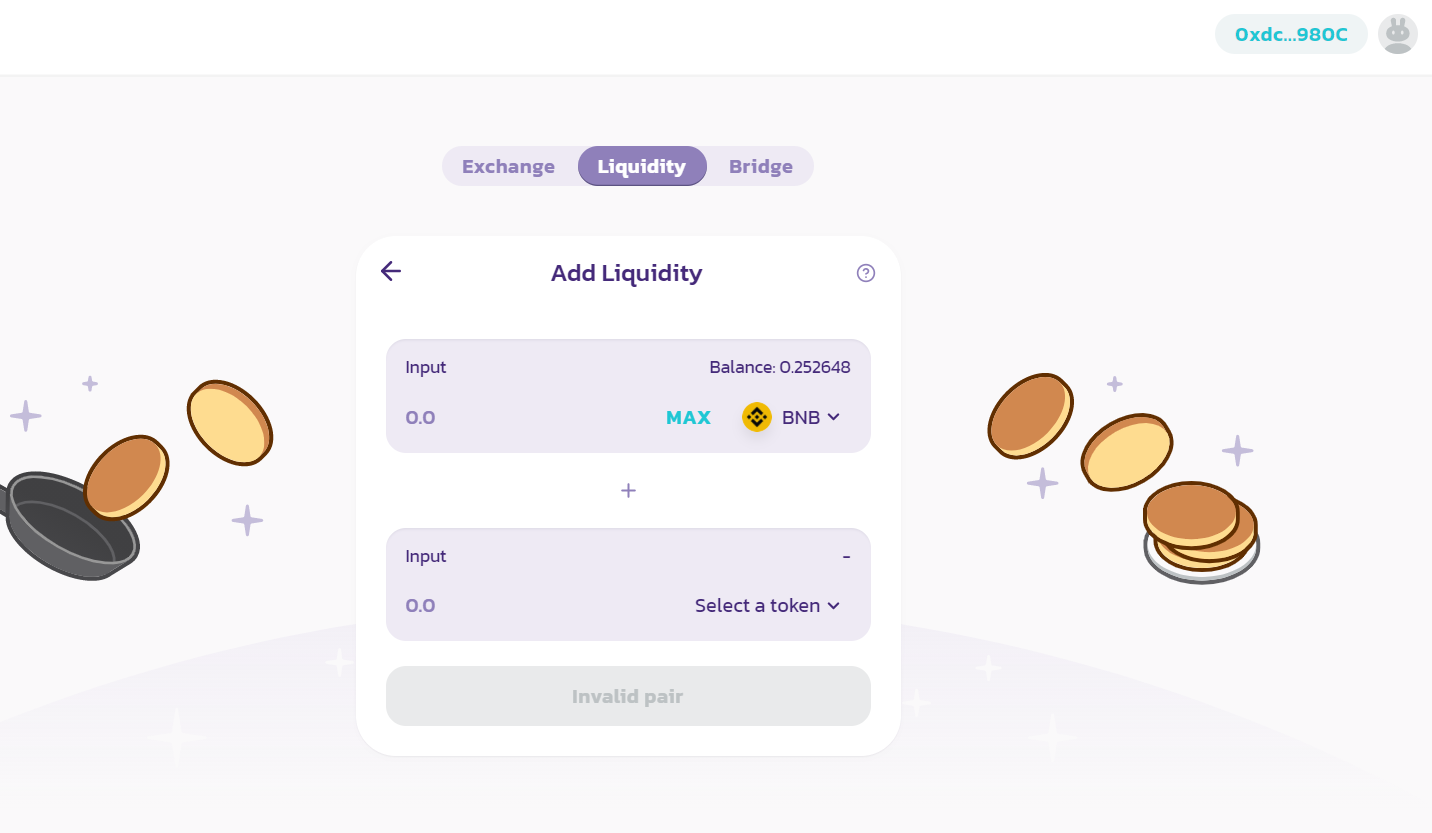 0xdc...980C
Exchange Liquidity Bridge
Add Liquidity
Input Balance: 0.252648
0.0 MAX BNB
+
Input -
0.0 Select a token
Invalid pair